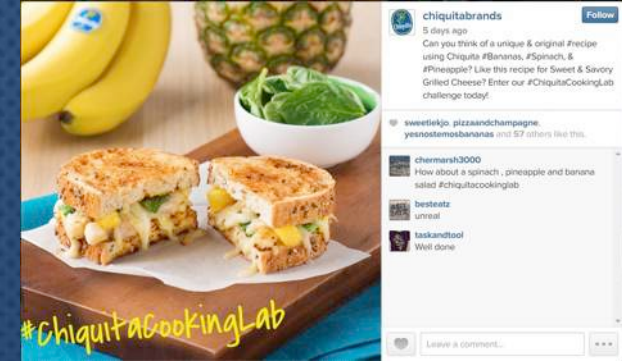 chiquitabrands
Follow
5 days ago
Can you think of a unique & original #recipe
using Chiquita #Bananas, #Spinach, &
#Pineapple? Like this recipe for Sweet & Savory
Grilled Cheese? Enter our #ChiquitaCookingLab
challenge today!
sweetiekjo, pizzaandchampagne,
yesnostemosbananas and 57 others like this.
chermarsh3000
How about a spinach , pineapple and banana
salad #chiquitacookinglab
besteatz
unreal
taskandtool
Well done
Leave a comment...
#ChiquitaCookingLab